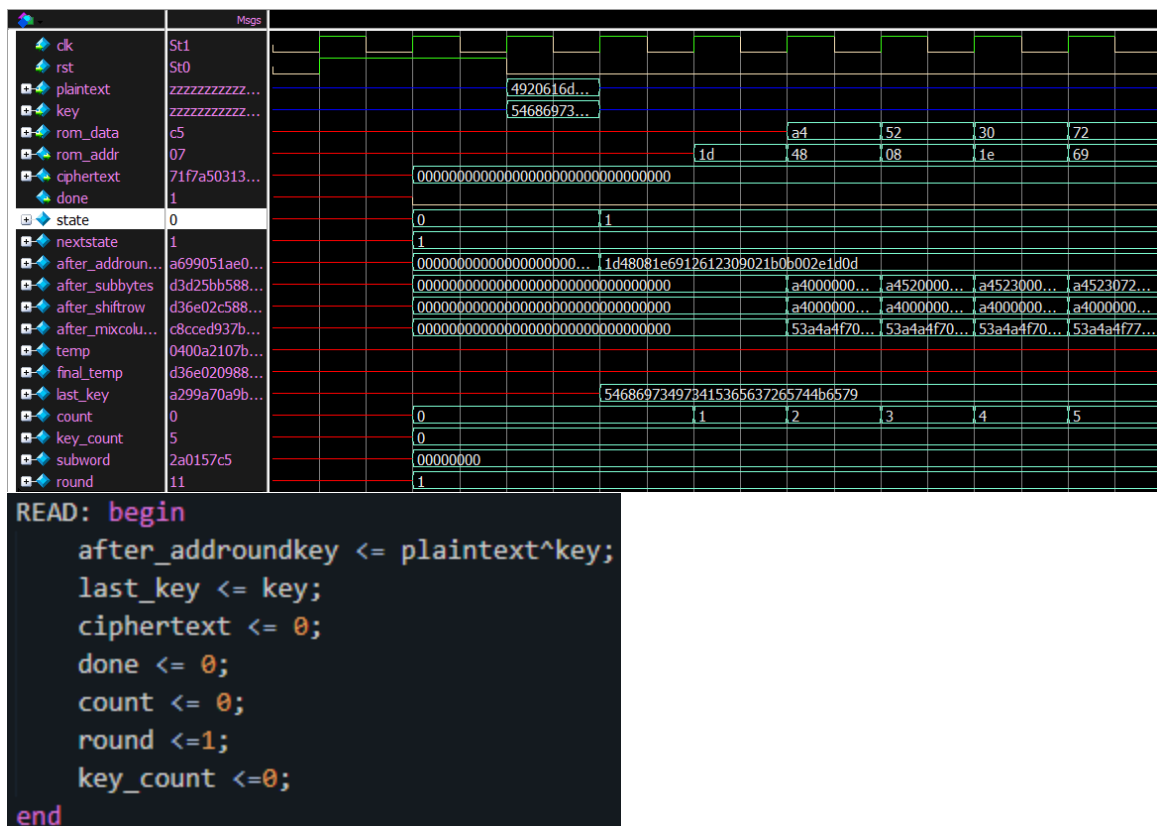 Msgs
clk St1
rst St0
plaintext zzzzzzzzzzz... 4920616d...
key zzzzzzzzzzz... 54686973...
rom_data c5 a4 52 30 72
rom_addr 07 1d 48 08 1e 69
ciphertext 71f7a50313... 00000000000000000000000000000000
done 1
state 0 0 1
nextstate 1 1
after_addroun... a699051ae0... 0000000000000000000000... 1d48081e6912612309021b0b002e1d0d
after_subbytes d3d25bb588... 00000000000000000000000000000000 a4000000... a4520000... a4523000... a4523072...
after_shiftrow d36e02c588... 00000000000000000000000000000000 a4000000... a4000000... a4000000... a4000000...
after_mixcolu... c8cced937b... 00000000000000000000000000000000 53a4a4f70... 53a4a4f70... 53a4a4f70... 53a4a4f77...
temp 0400a2107b...
final_temp d36e020988...
last_key a299a70a9b... 546869734973415365637265744b6579
count 0 0 1 2 3 4 5
key_count 5 0
subword 2a0157c5 00000000
round 11 1
READ: begin
after_addroundkey <= plaintext^key;
last_key <= key;
ciphertext <= 0;
done <= 0;
count <= 0;
round <=1;
key_count <=0;
end